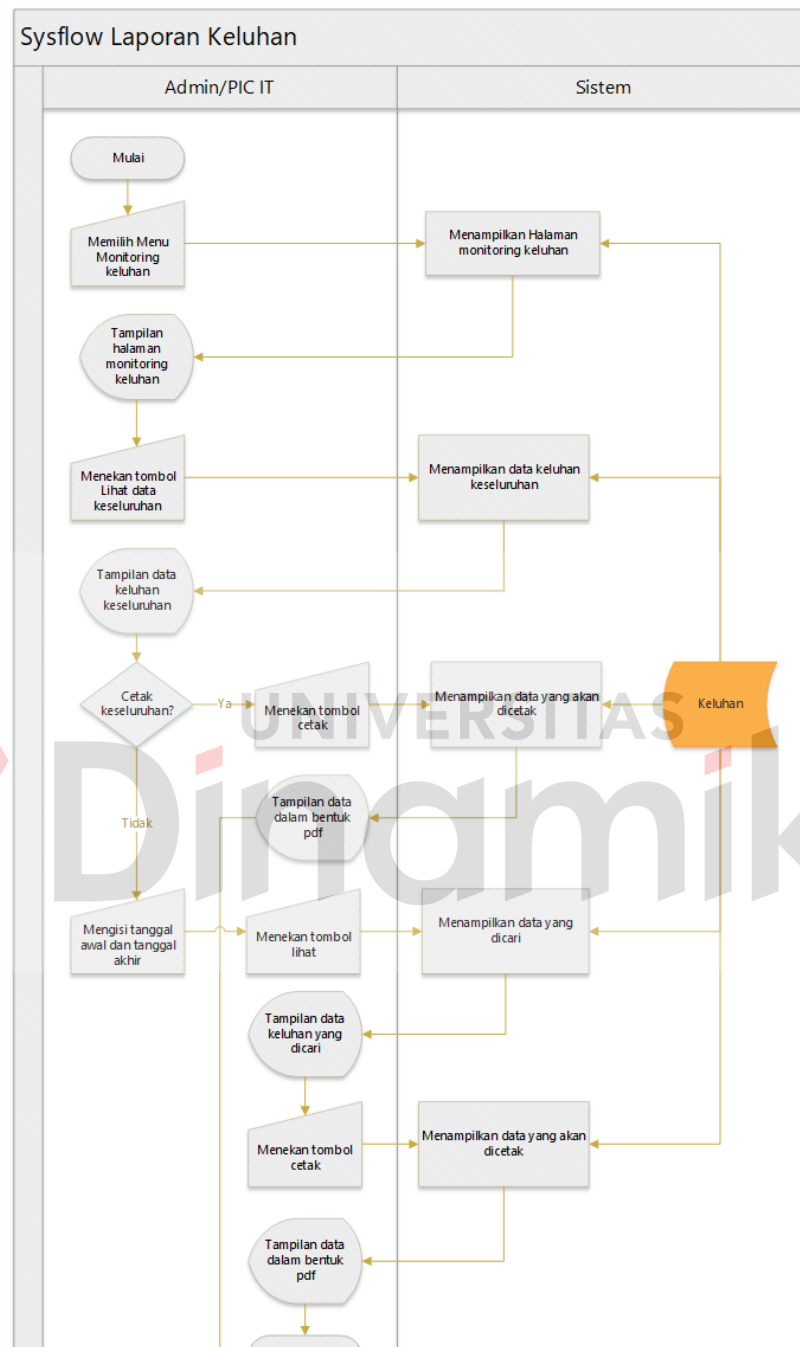 Sysflow Laporan Keluhan
Admin/PIC IT
Sistem
Mulai
Memilih Menu
Monitoring
keluhan
Menampilkan Halaman
monitoring keluhan
Tampilan
halaman
monitoring
keluhan
Menekan tombol
Lihat data
keseluruhan
Menampilkan data keluhan
keseluruhan
Tampilan data
keluhan
keseluruhan
Cetak
keseluruhan?
Ya
Menekan tombol
cetak
Menampilkan data yang akan
dicetak
Keluhan
UNIVERSITAS
Dinamik
Tampilan data
dalam bentuk
pdf
Tidak
Mengisi tanggal
awal dan tanggal
akhir
Menekan tombol
lihat
Menampilkan data yang
dicari
Tampilan data
keluhan yang
dicari
Menekan tombol
cetak
Menampilkan data yang akan
dicetak
Tampilan data
dalam bentuk
pdf